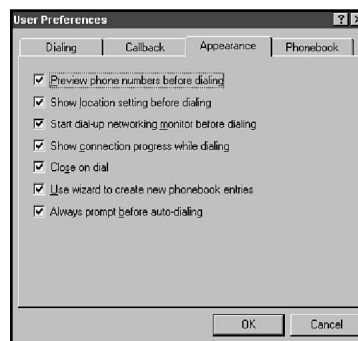 User Preferences
Dialing Callback Appearance Phonebook
Preview phone numbers before dialing
Show location setting before dialing
Start dial-up networking monitor before dialing
Show connection progress while dialing
Close on dial
Use wizard to create new phonebook entries
Always prompt before auto-dialing
OK Cancel